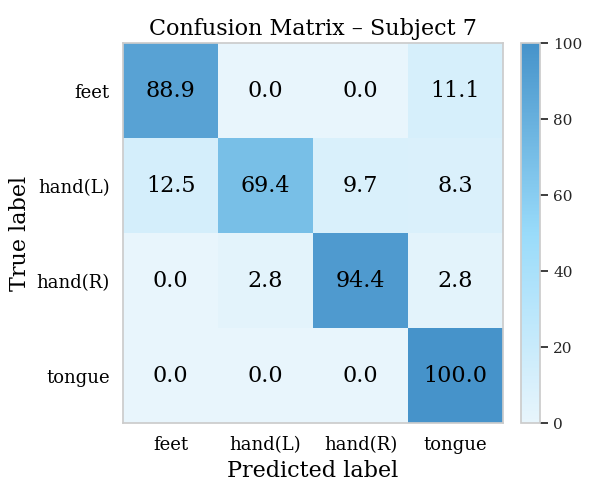 Confusion Matrix – Subject 7
True label
feet 88.9 0.0 0.0 11.1
hand(L) 12.5 69.4 9.7 8.3
hand(R) 0.0 2.8 94.4 2.8
tongue 0.0 0.0 0.0 100.0
feet hand(L) hand(R) tongue
Predicted label
100
80
60
40
20
0